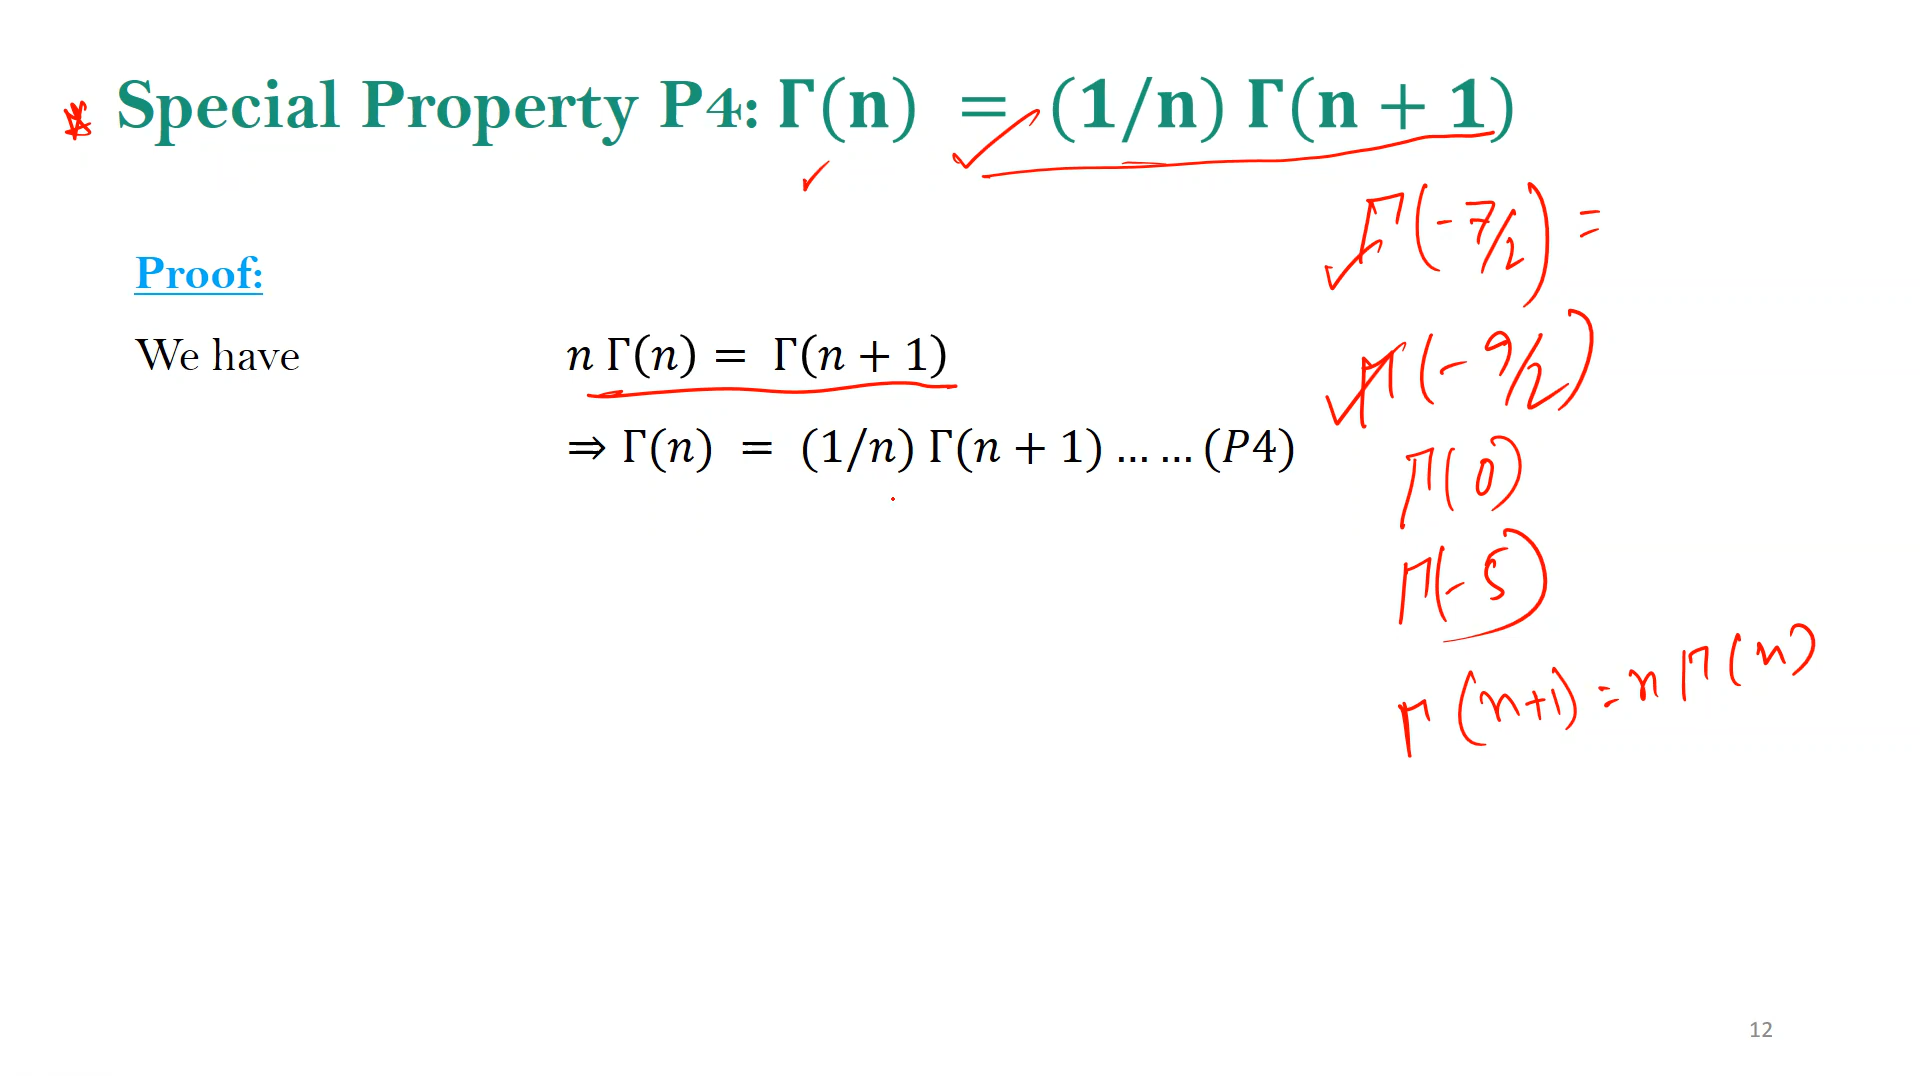 Special Property P4: Γ(n) = (1/n) Γ(n + 1)
Proof:
We have n Γ(n) = Γ(n + 1)
⇒ Γ(n) = (1/n) Γ(n + 1) … … (P4)
Γ(-7/2) =
Γ(-9/2)
Γ(0)
Γ(-5)
Γ(n+1) = n Γ(n)
12